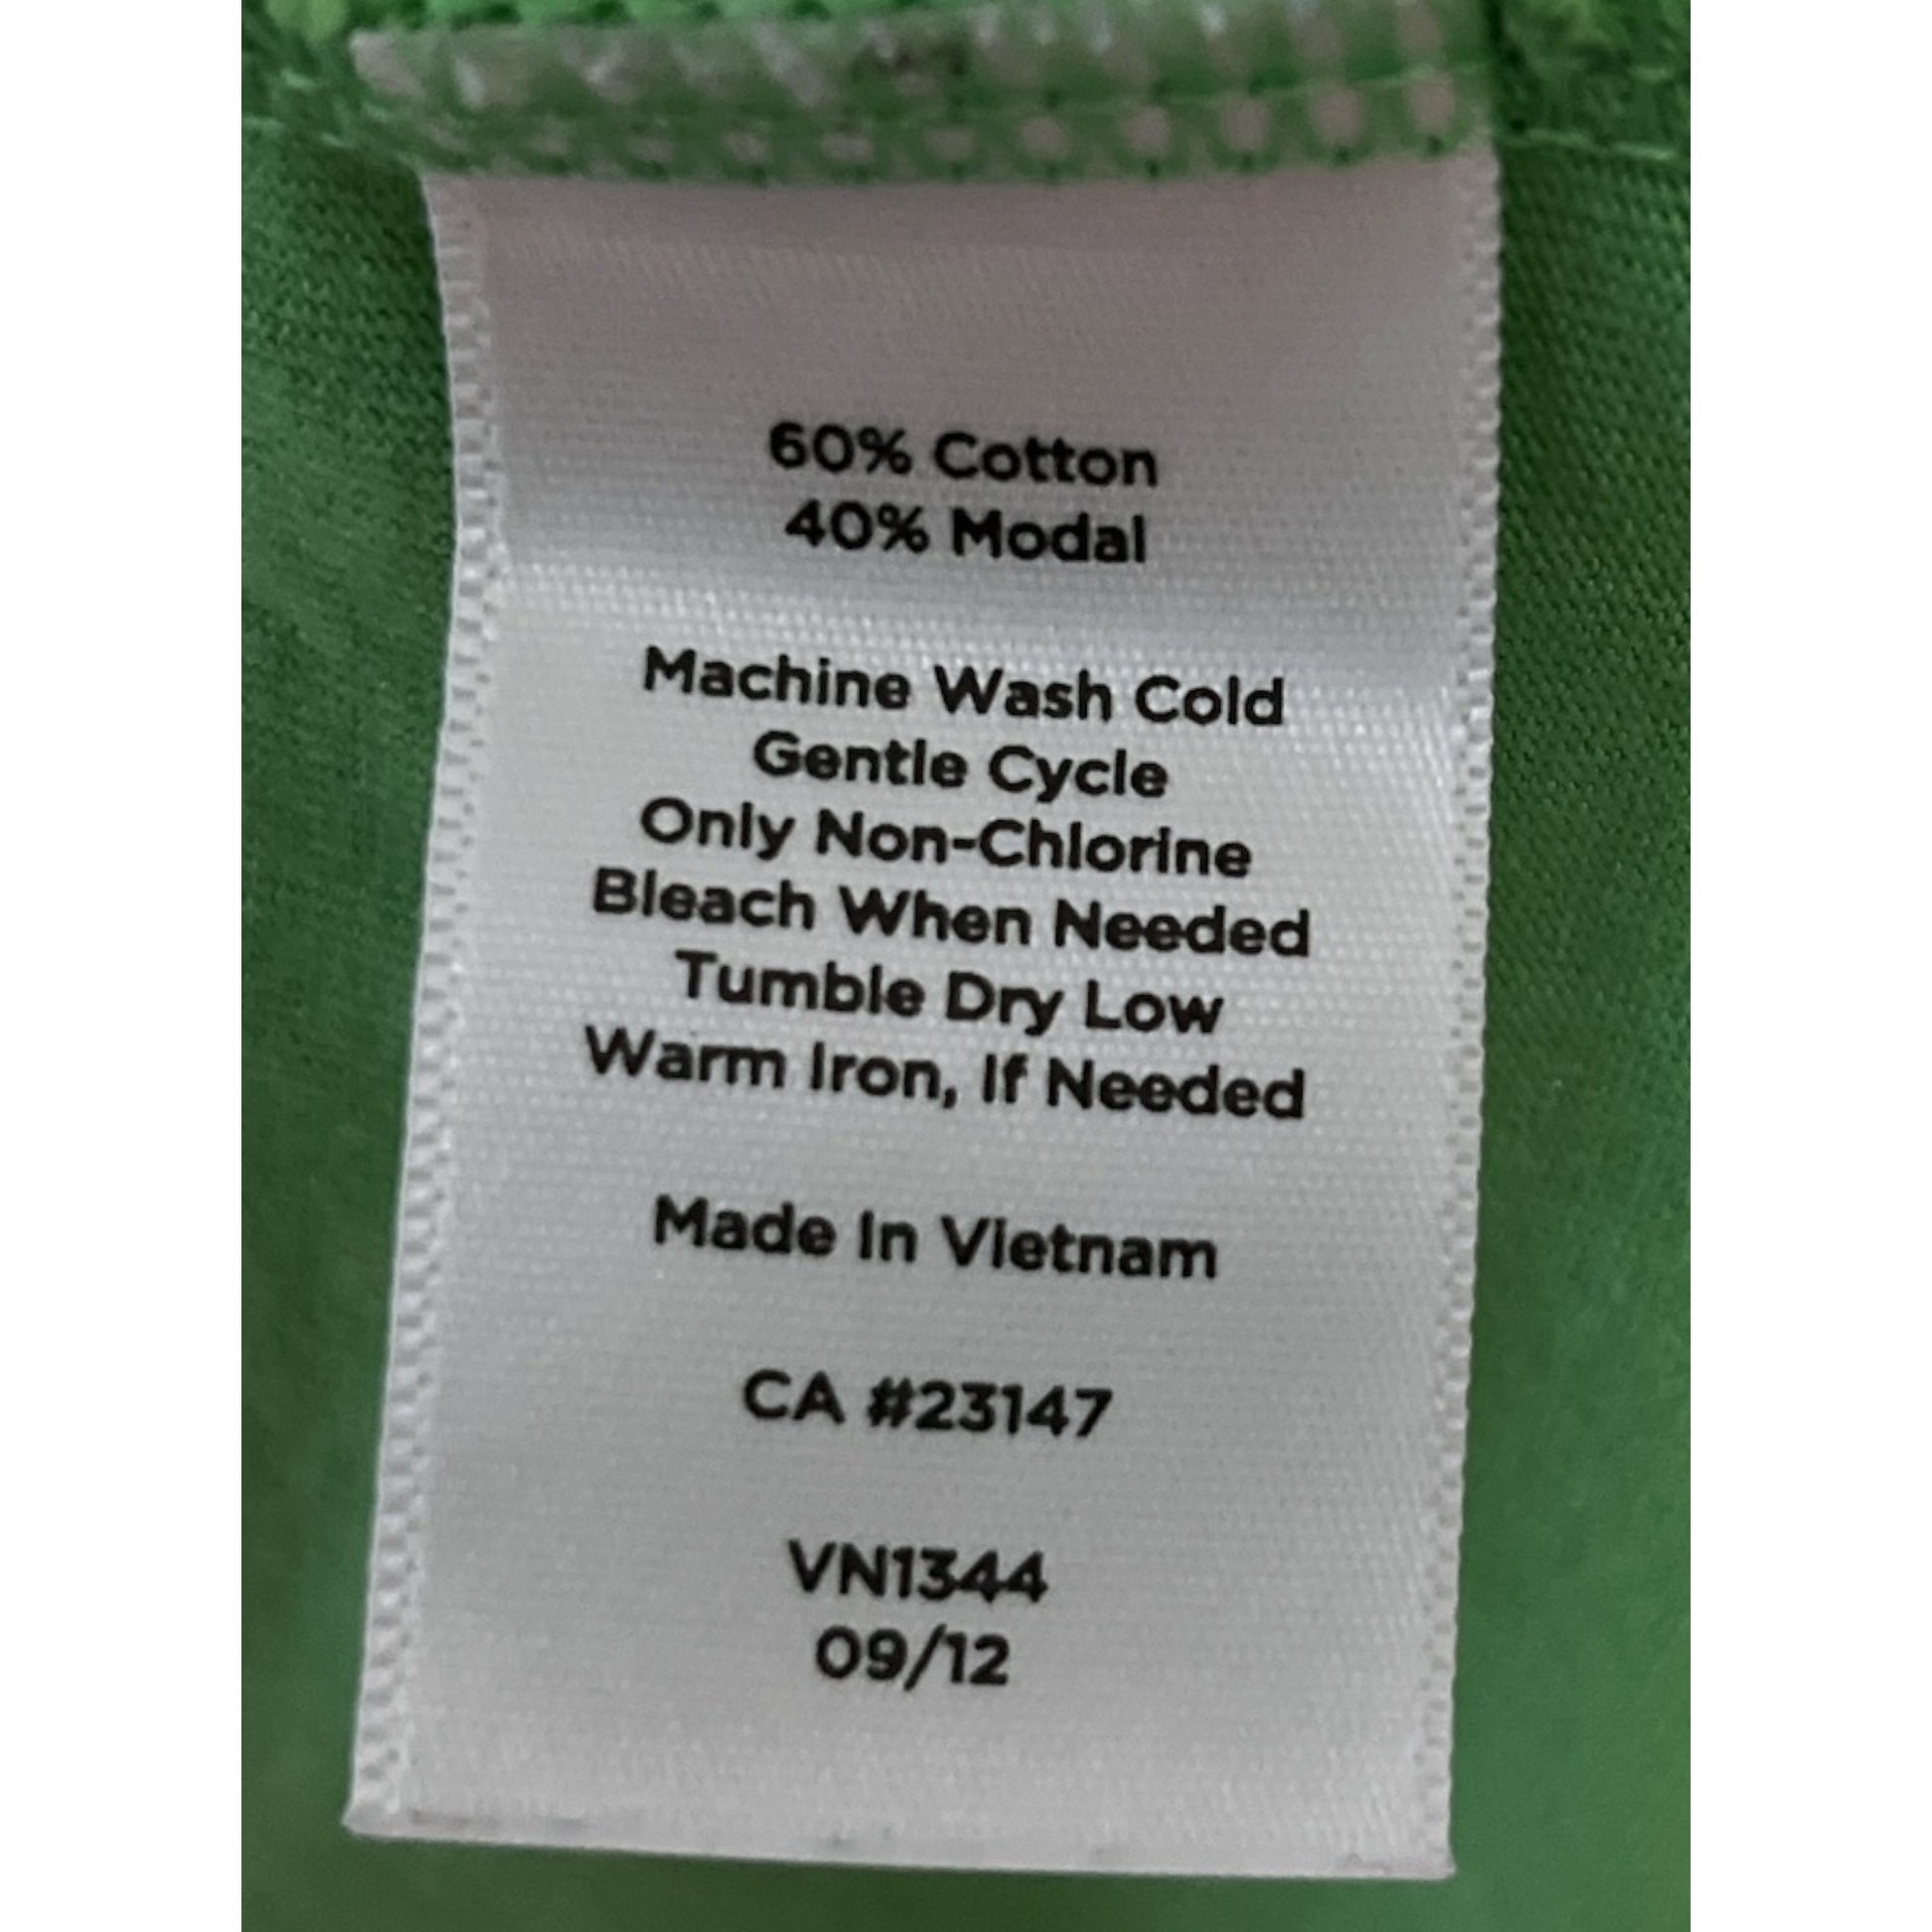 60% Cotton
40% Modal
Machine Wash Cold
Gentle Cycle
Only Non-Chlorine
Bleach When Needed
Tumble Dry Low
Warm Iron, If Needed
Made In Vietnam
CA #23147
VN1344
09/12